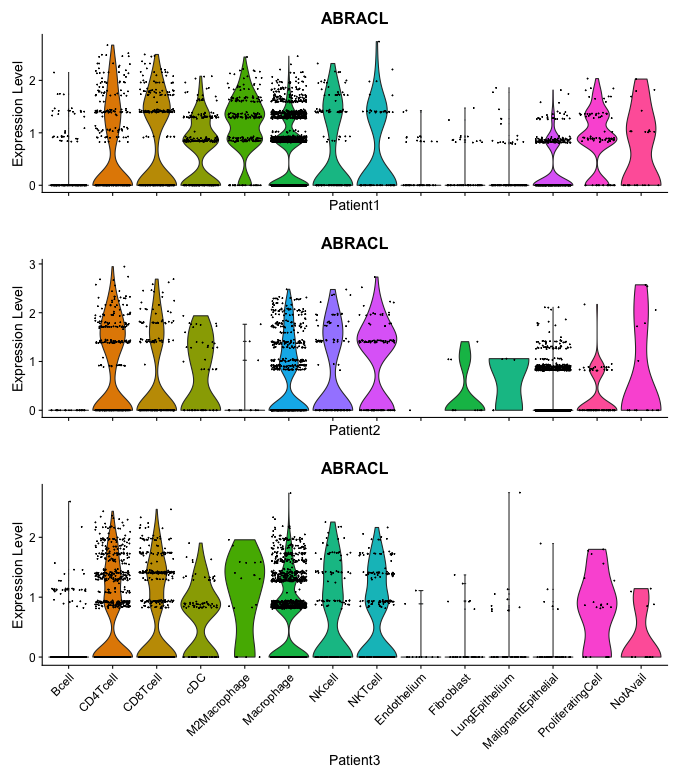 ABRACL
Expression Level
2
1
0
Patient1
ABRACL
Expression Level
3
2
1
0
Patient2
ABRACL
Expression Level
2
1
0
Bcell
CD4Tcell
CD8Tcell
cDC
M2Macrophage
Macrophage
NKcell
NKTcell
Endothelium
Fibroblast
LungEpithelium
MalignantEpithelial
ProliferatingCell
NotAvail
Patient3